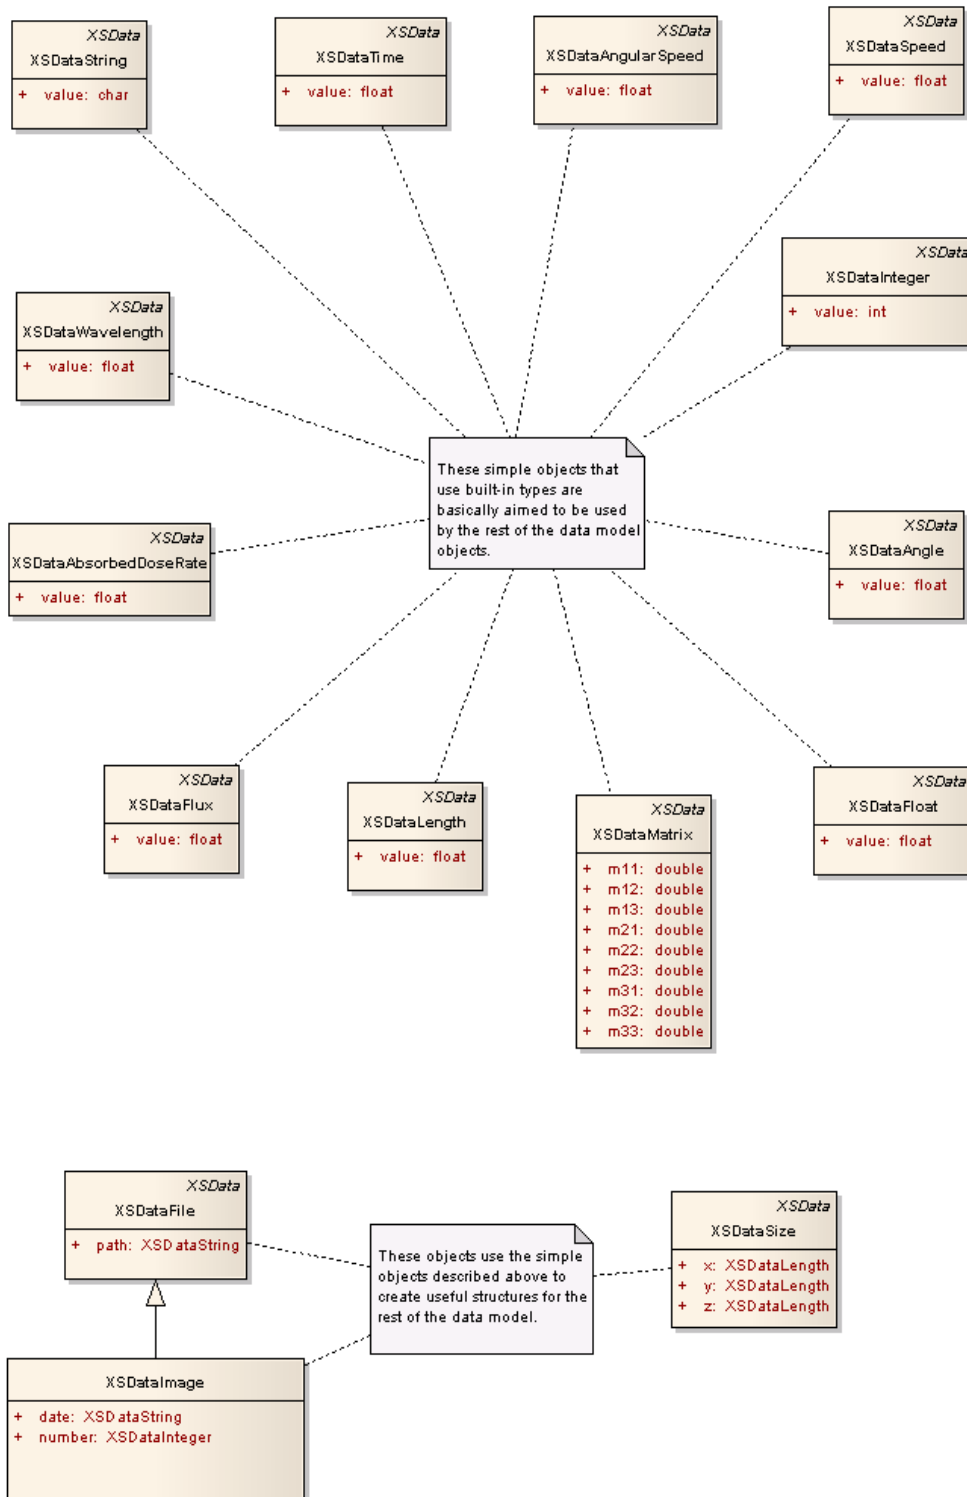 XSData
XSDataString
+ value: char
XSData
XSDataTime
+ value: float
XSData
XSDataAngularSpeed
+ value: float
XSData
XSDataSpeed
+ value: float
XSData
XSDataInteger
+ value: int
XSData
XSDataWavelength
+ value: float
These simple objects that
use built-in types are
basically aimed to be used
by the rest of the data model
objects.
XSData
XSDataAbsorbedDoseRate
+ value: float
XSData
XSDataAngle
+ value: float
XSData
XSDataFlux
+ value: float
XSData
XSDataLength
+ value: float
XSData
XSDataMatrix
+ m11: double
+ m12: double
+ m13: double
+ m21: double
+ m22: double
+ m23: double
+ m31: double
+ m32: double
+ m33: double
XSData
XSDataFloat
+ value: float
XSData
XSDataFile
+ path: XSDataString
These objects use the simple
objects described above to
create useful structures for the
rest of the data model.
XSData
XSDataSize
+ x: XSDataLength
+ y: XSDataLength
+ z: XSDataLength
XSDataImage
+ date: XSDataString
+ number: XSDataInteger